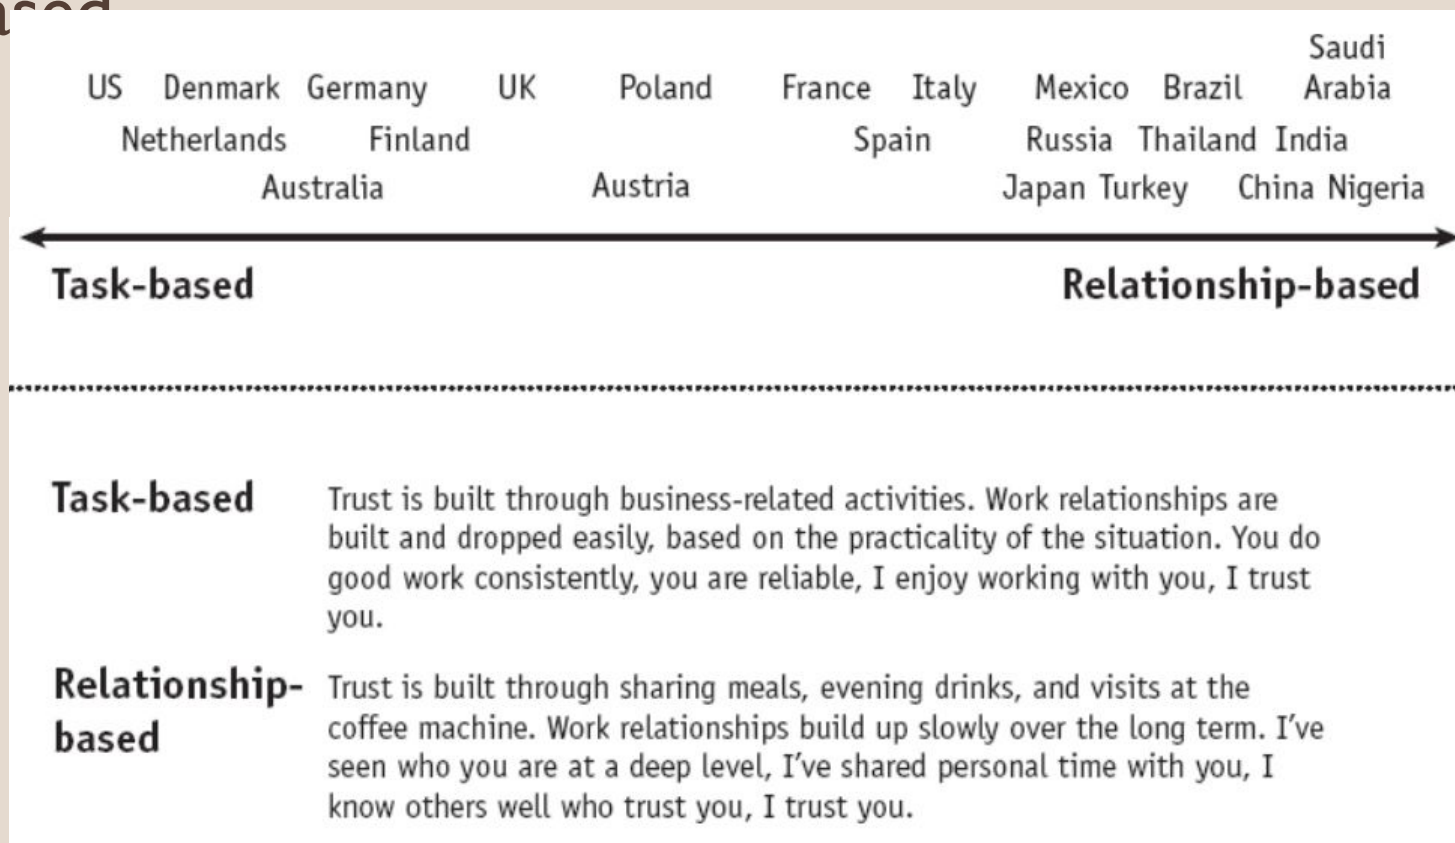 ased
Saudi
US Denmark Germany UK Poland France Italy Mexico Brazil Arabia
Netherlands Finland Spain Russia Thailand India
Australia Austria Japan Turkey China Nigeria
Task-based Relationship-based
Task-based Trust is built through business-related activities. Work relationships are
built and dropped easily, based on the practicality of the situation. You do
good work consistently, you are reliable, I enjoy working with you, I trust
you.
Relationship- Trust is built through sharing meals, evening drinks, and visits at the
based coffee machine. Work relationships build up slowly over the long term. I’ve
seen who you are at a deep level, I’ve shared personal time with you, I
know others well who trust you, I trust you.